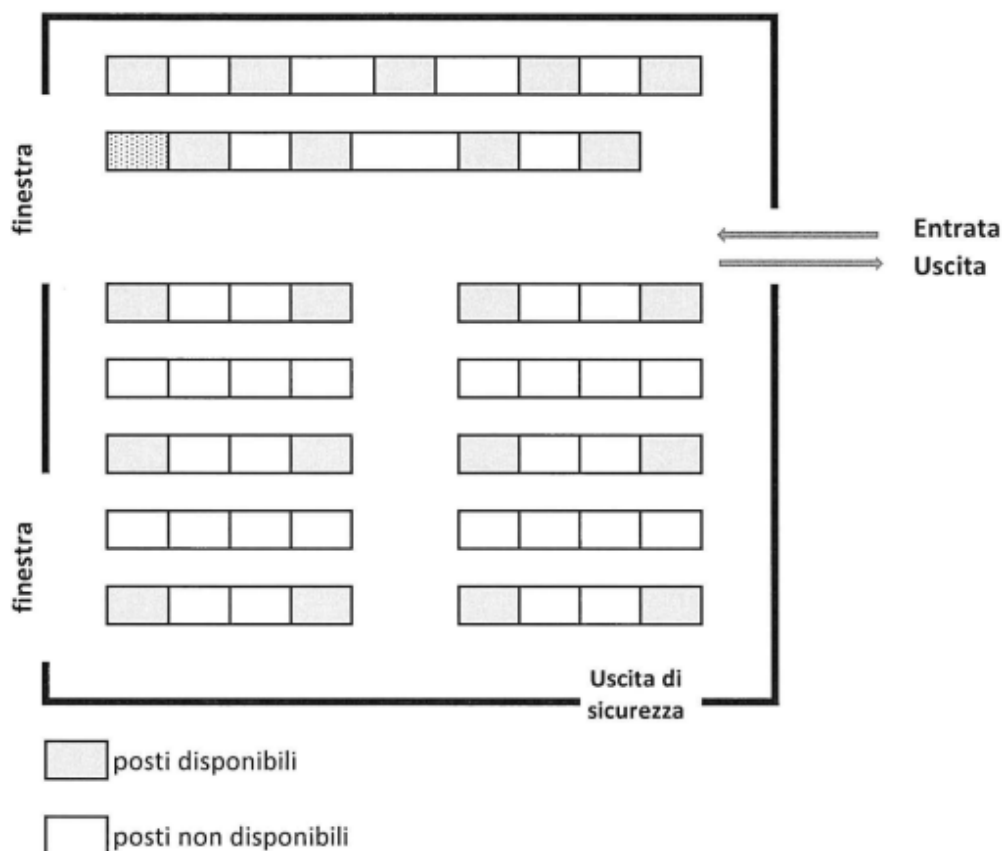 finestra
Entrata
Uscita
finestra
Uscita di
sicurezza
posti disponibili
posti non disponibili